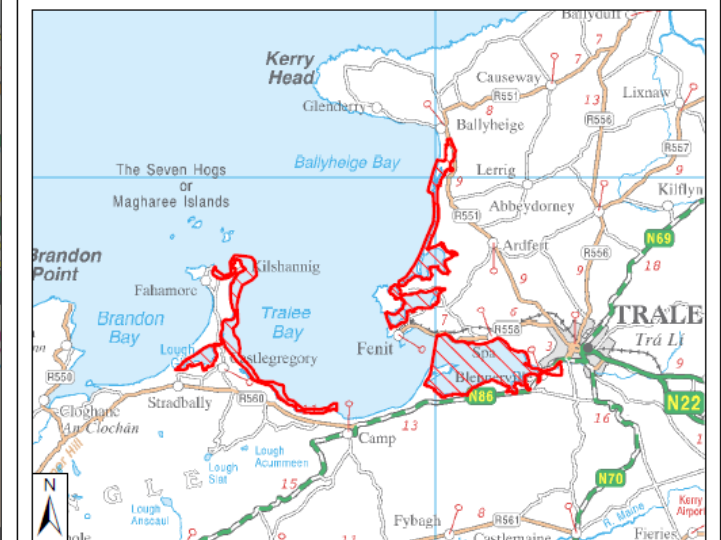 Ballyduff
7
Kerry
Head
Causeway
7
Lixnaw
R551
13
Glenderry
8
R556
Ballyheige
R557
Ballyheige Bay
The Seven Hogs
or
Magharee Islands
Lerrig
9
9
Kilflyn
Abbeydorney
R551
N69
Brandon
Point
Ardfert
R556
18
Kilshannig
9
9
Fahamore
Tralee
Bay
Brandon
Bay
7
6
TRALE
R558
Trá Lí
Fenit
Spa
3
Lough
Castlegregory
9
R550
Blennerville
Stradbally
R560
N86
N22
Cloghane
An Clochán
13
16
Camp
Lough
Acummeen
Lough
Slat
15
N
G L E
N70
Lough
Anscaul
Kerry
Airport
R. Maine
Fybagh
8
R561
Castlemaine
Fieries